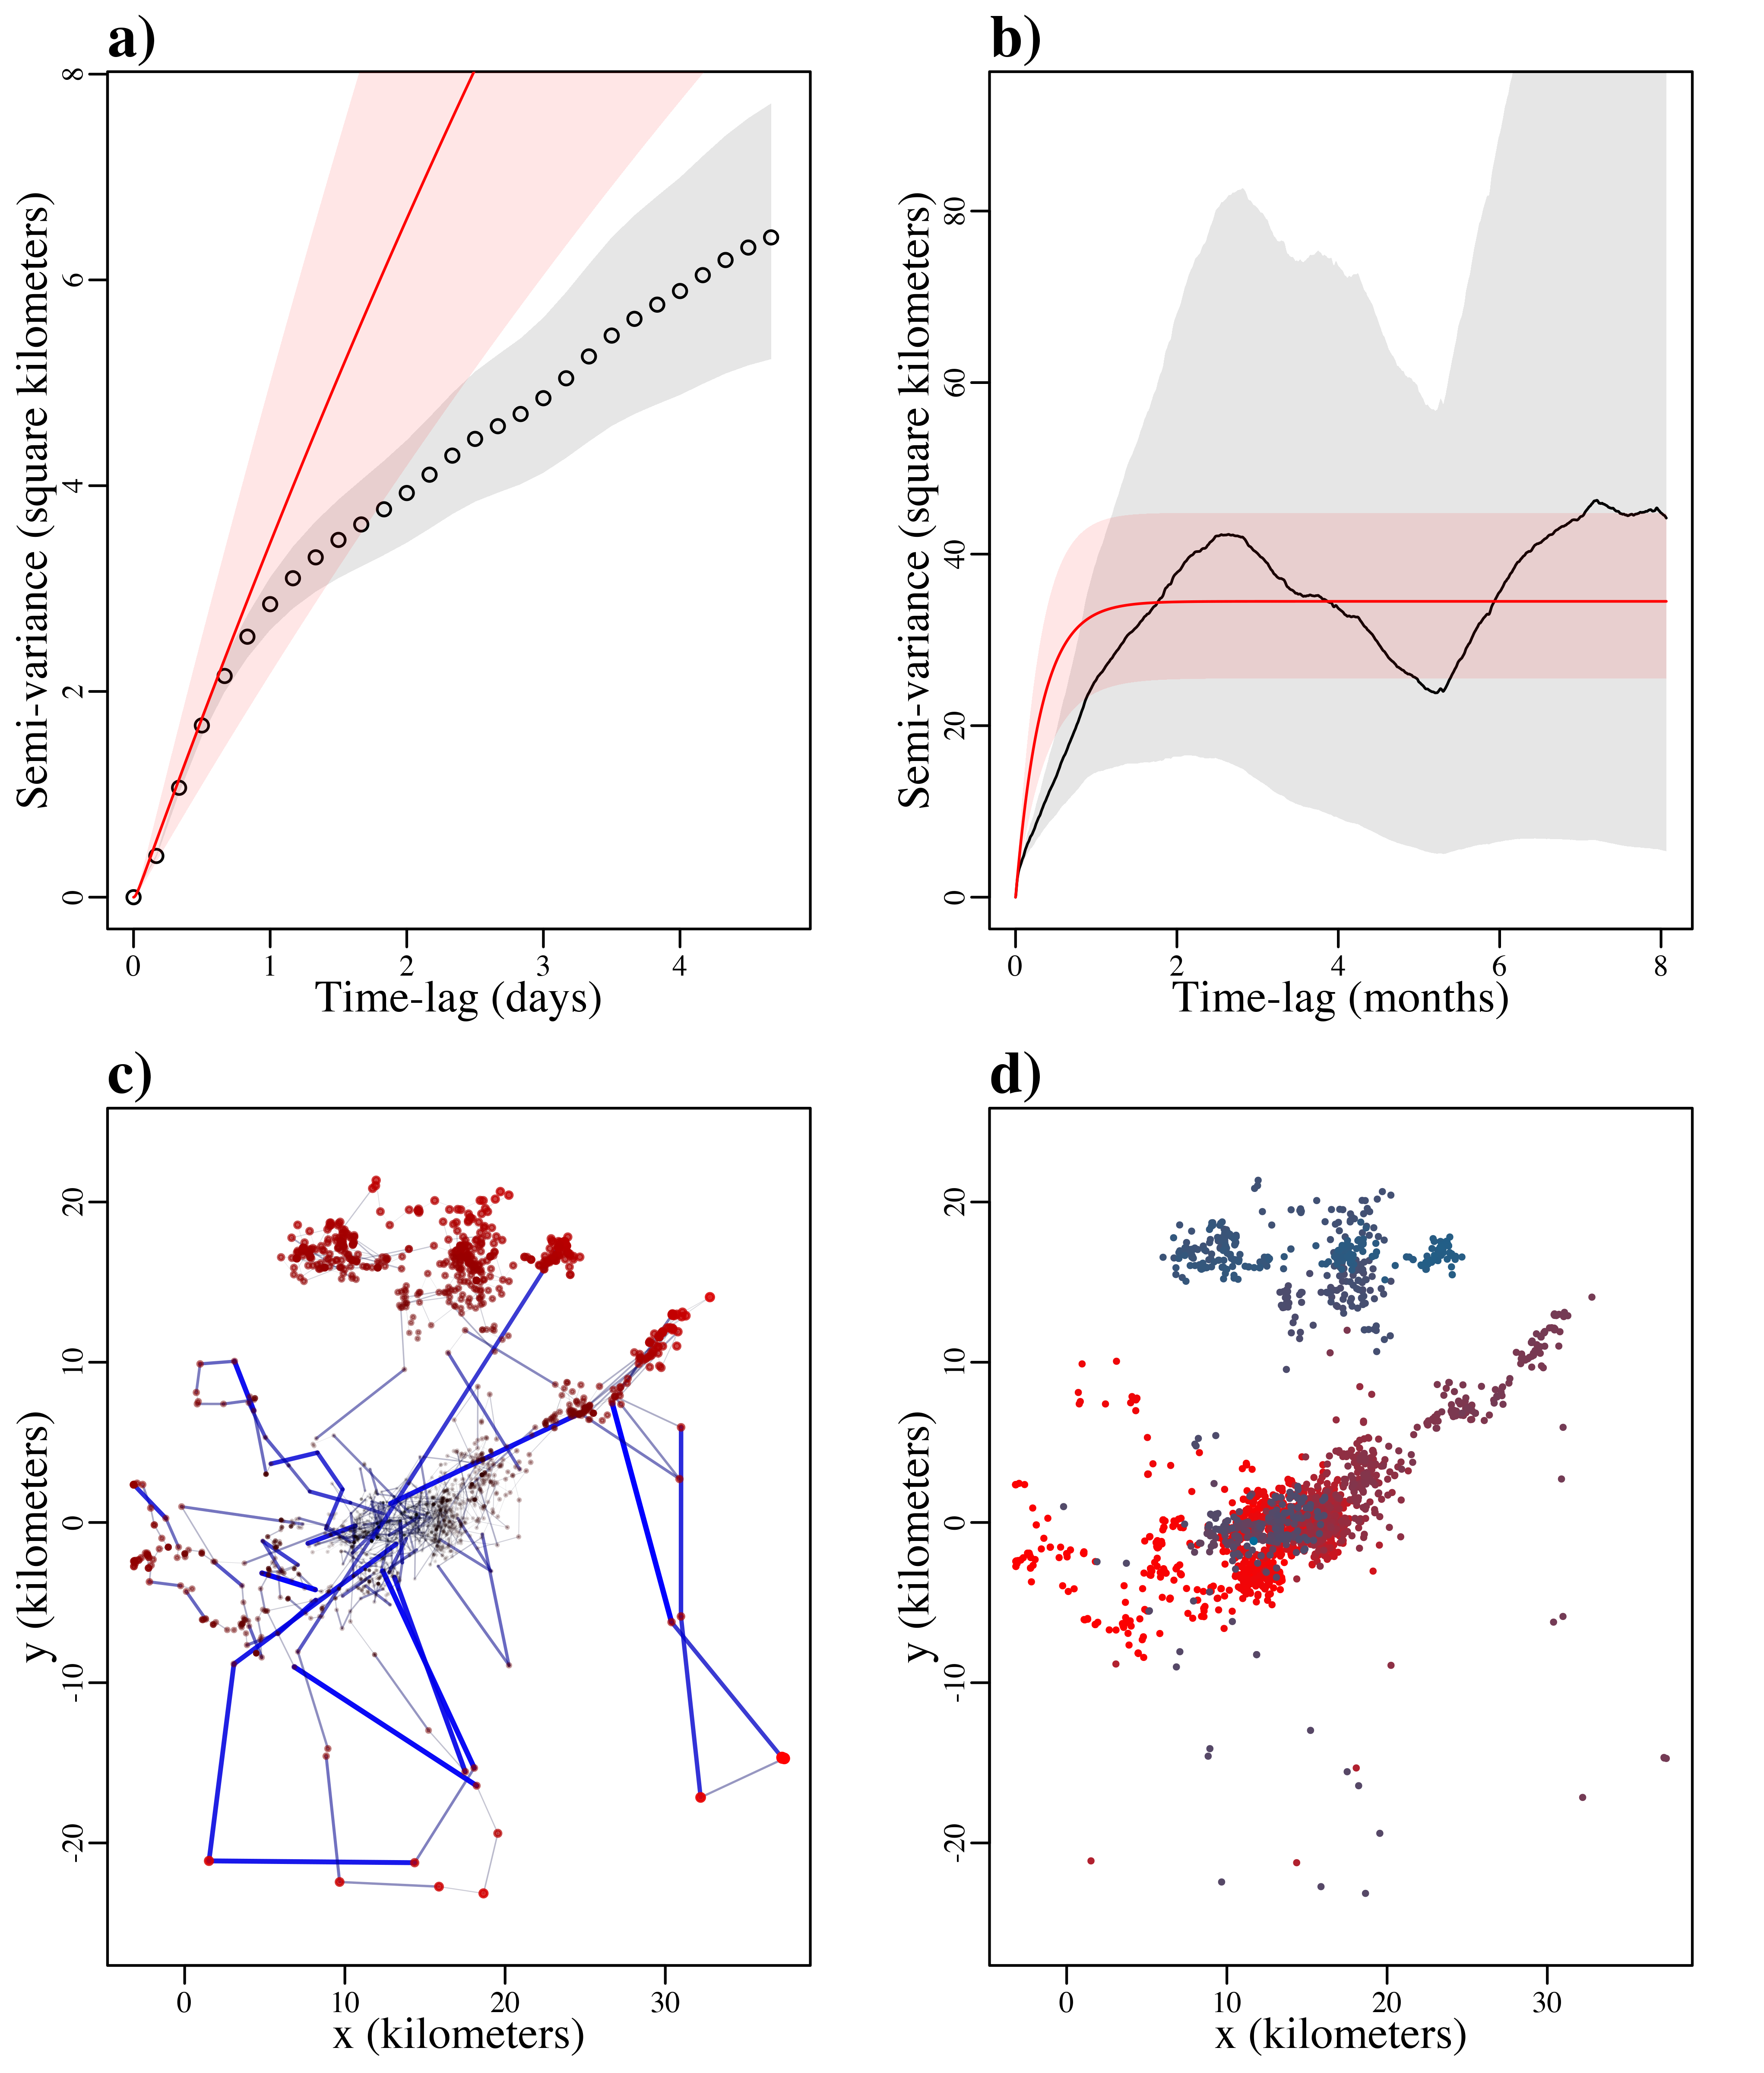 a)
Semi-variance (square kilometers)
8
6
4
2
0
0 1 2 3 4
Time-lag (days)
b)
Semi-variance (square kilometers)
80
60
40
20
0
0 2 4 6 8
Time-lag (months)
c)
y (kilometers)
20
10
0
-10
-20
0 10 20 30
x (kilometers)
d)
y (kilometers)
20
10
0
-10
-20
0 10 20 30
x (kilometers)